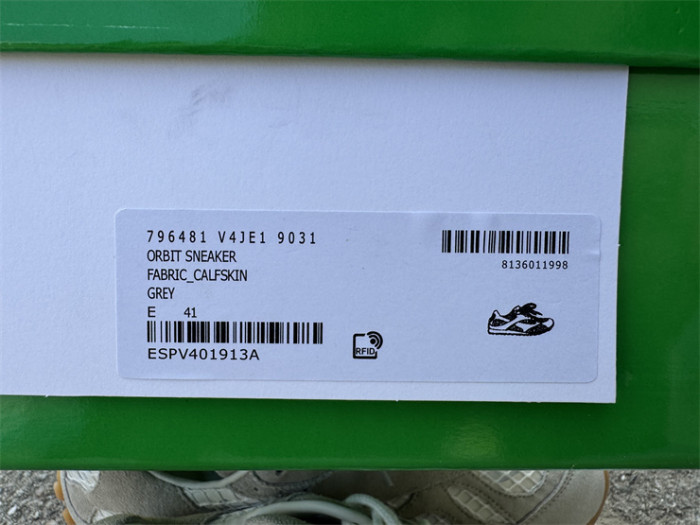 796481 V4JE1 9031
ORBIT SNEAKER
FABRIC_CALFSKIN
GREY
E 41
ESPV401913A
8136011998
RFID